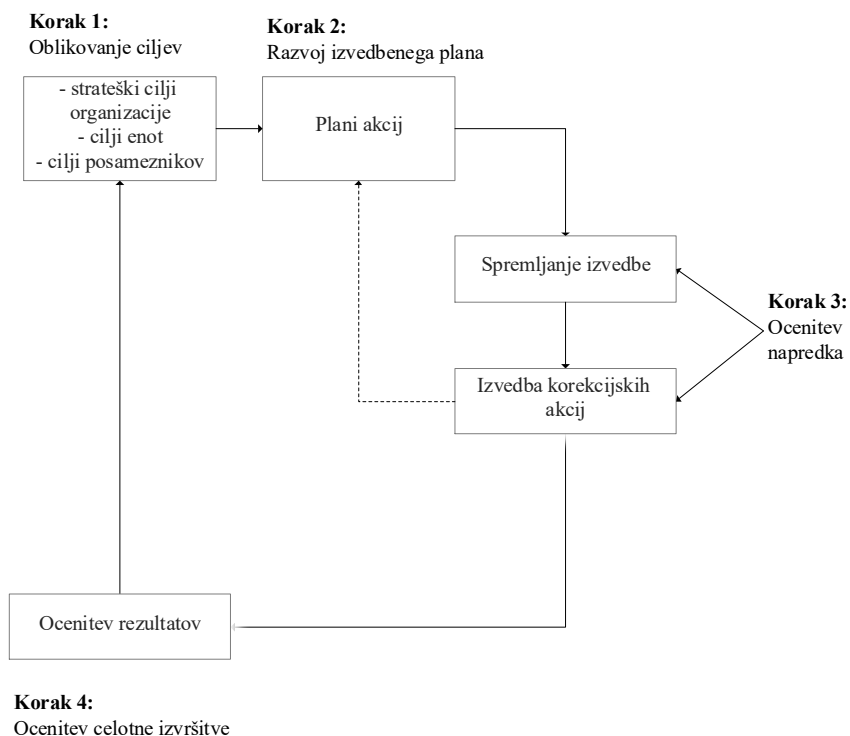 Korak 1:
Oblikovanje ciljev
Korak 2:
Razvoj izvedbenega plana
- strateški cilji
organizacije
- cilji enot
- cilji posameznikov
Plani akcij
Spremljanje izvedbe
Korak 3:
Ocenitev
napredka
Izvedba korekcijskih
akcij
Ocenitev rezultatov
Korak 4:
Ocenitev celotne izvršitve